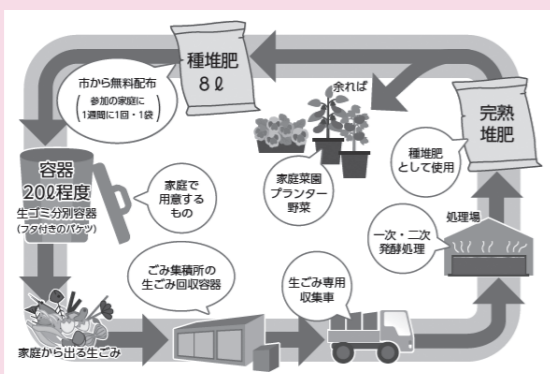 種堆肥
8ℓ
市から無料配布
(参加の家庭に
1週間に1回・1袋)
容器
20ℓ程度
生ゴミ分別容器
(フタ付きのバケツ)
家庭で
用意する
もの
家庭から出る生ごみ
ごみ集積所の
生ごみ回収容器
生ごみ専用
収集車
処理場
一次・二次
発酵処理
完熟
堆肥
種堆肥
として使用
余れば
家庭菜園
プランター
野菜